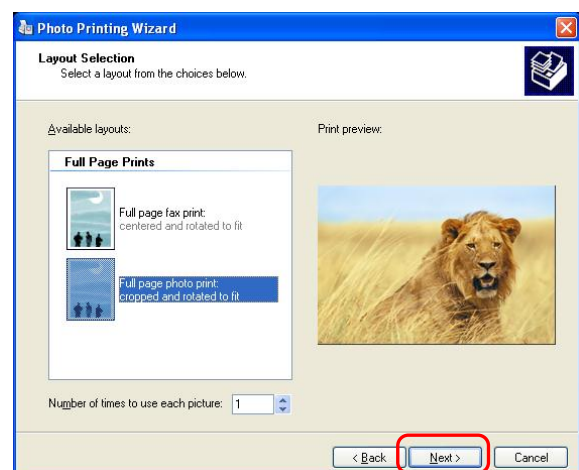 Photo Printing Wizard
Layout Selection
Select a layout from the choices below.
Available layouts:
Print preview:
Full Page Prints
Full page fax print:
centered and rotated to fit
Full page photo print:
cropped and rotated to fit
Number of times to use each picture: 1
< Back Next > Cancel